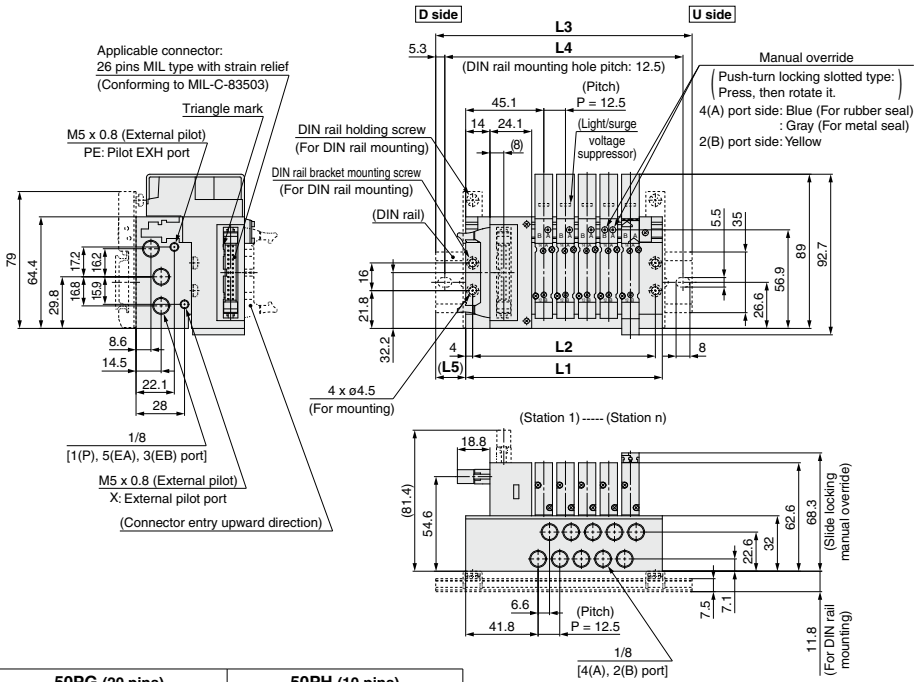 D side
U side
L3
5.3
L4
(DIN rail mounting hole pitch: 12.5)
Applicable connector:
26 pins MIL type with strain relief
(Conforming to MIL-C-83503)
Triangle mark
M5 x 0.8 (External pilot)
PE: Pilot EXH port
79
64.4
29.8
17.2
16.2
16.8
15.9
8.6
14.5
22.1
28
1/8
[1(P), 5(EA), 3(EB) port]
M5 x 0.8 (External pilot)
X: External pilot port
(Connector entry upward direction)
Manual override
(Push-turn locking slotted type:
Press, then rotate it.)
4(A) port side: Blue (For rubber seal)
: Gray (For metal seal)
2(B) port side: Yellow
(Pitch)
P = 12.5
45.1
14
24.1
(8)
(Light/surge
voltage
suppressor)
DIN rail holding screw
(For DIN rail mounting)
DIN rail bracket mounting screw
(For DIN rail mounting)
(DIN rail)
B A B A B A B A B A
16
21.8
32.2
4
L2
8
(L5)
L1
5.5
35
26.6
56.9
89
92.7
4 x ø4.5
(For mounting)
(Station 1) ----- (Station n)
18.8
(81.4)
54.6
22.6
32
62.6
68.3
(Slide locking
manual override)
7.5
7.1
11.8
(For DIN rail
mounting)
6.6
(Pitch)
41.8
P = 12.5
1/8
[4(A), 2(B) port]
50PG (20 pins)
50PH (10 pins)